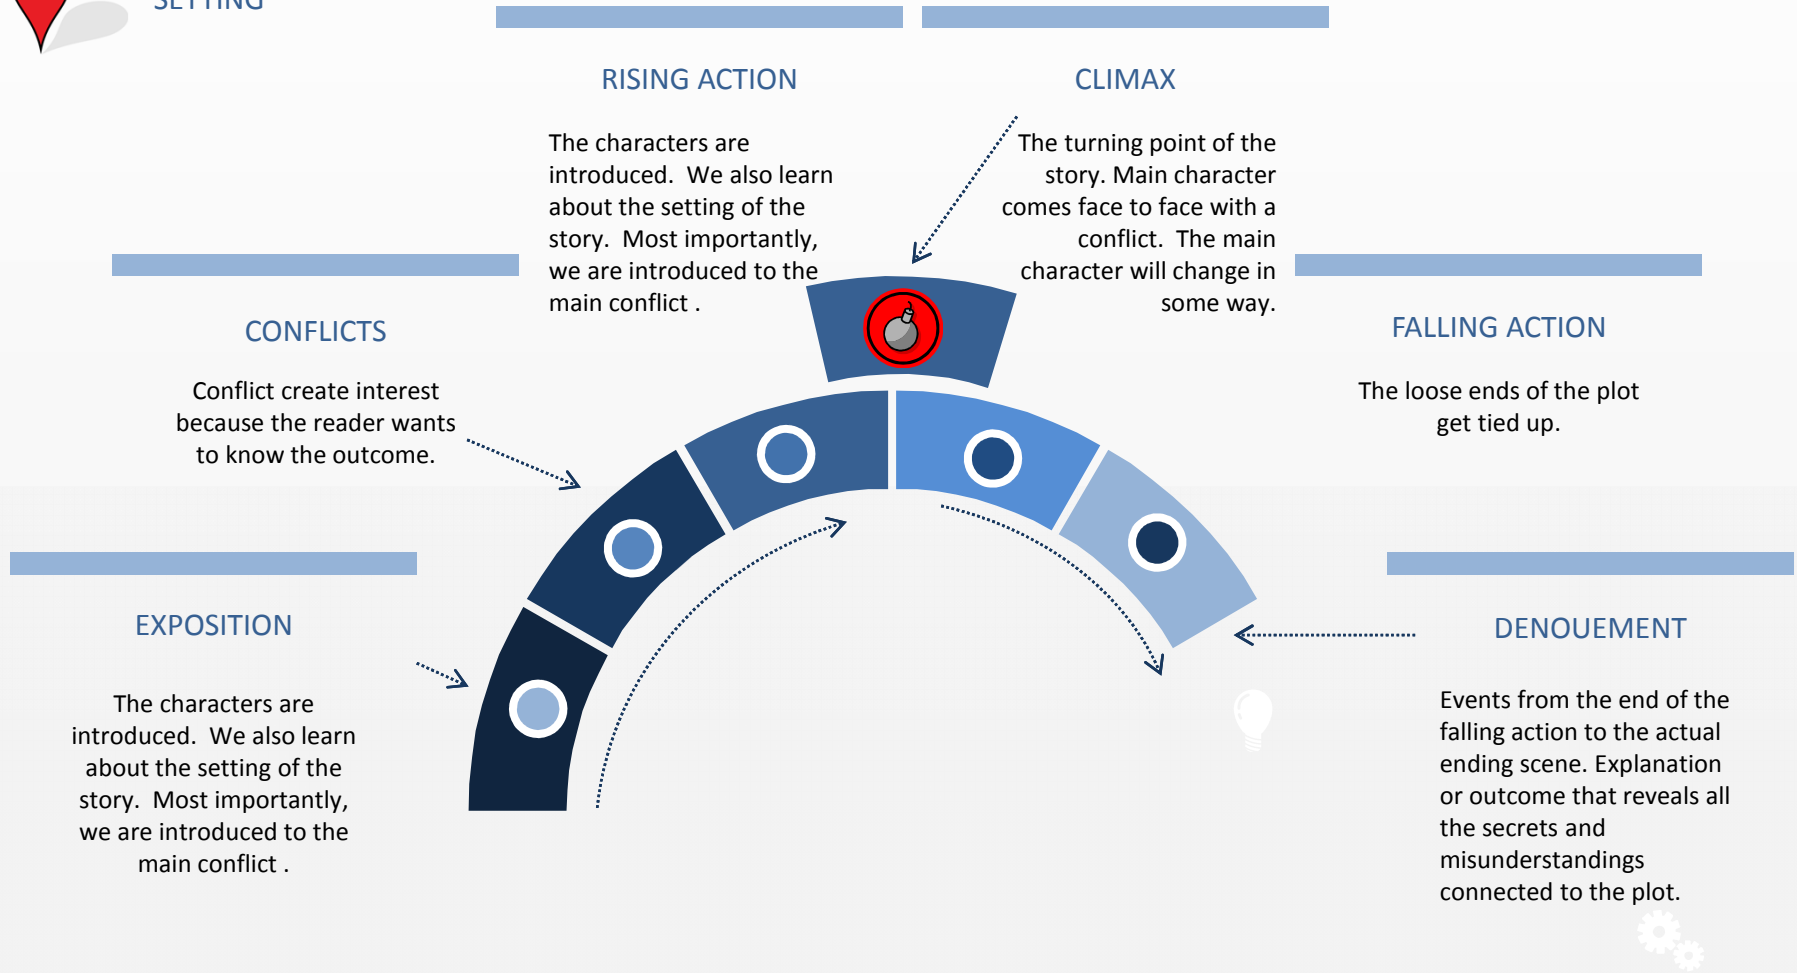 SETTING
RISING ACTION
The characters are
introduced.  We also learn
about the setting of the
story.  Most importantly,
we are introduced to the
main conflict .
CLIMAX
The turning point of the
story. Main character
comes face to face with a
conflict.  The main
character will change in
some way.
CONFLICTS
Conflict create interest
because the reader wants
to know the outcome.
FALLING ACTION
The loose ends of the plot
get tied up.
EXPOSITION
The characters are
introduced.  We also learn
about the setting of the
story.  Most importantly,
we are introduced to the
main conflict .
DENOUEMENT
Events from the end of the
falling action to the actual
ending scene. Explanation
or outcome that reveals all
the secrets and
misunderstandings
connected to the plot.